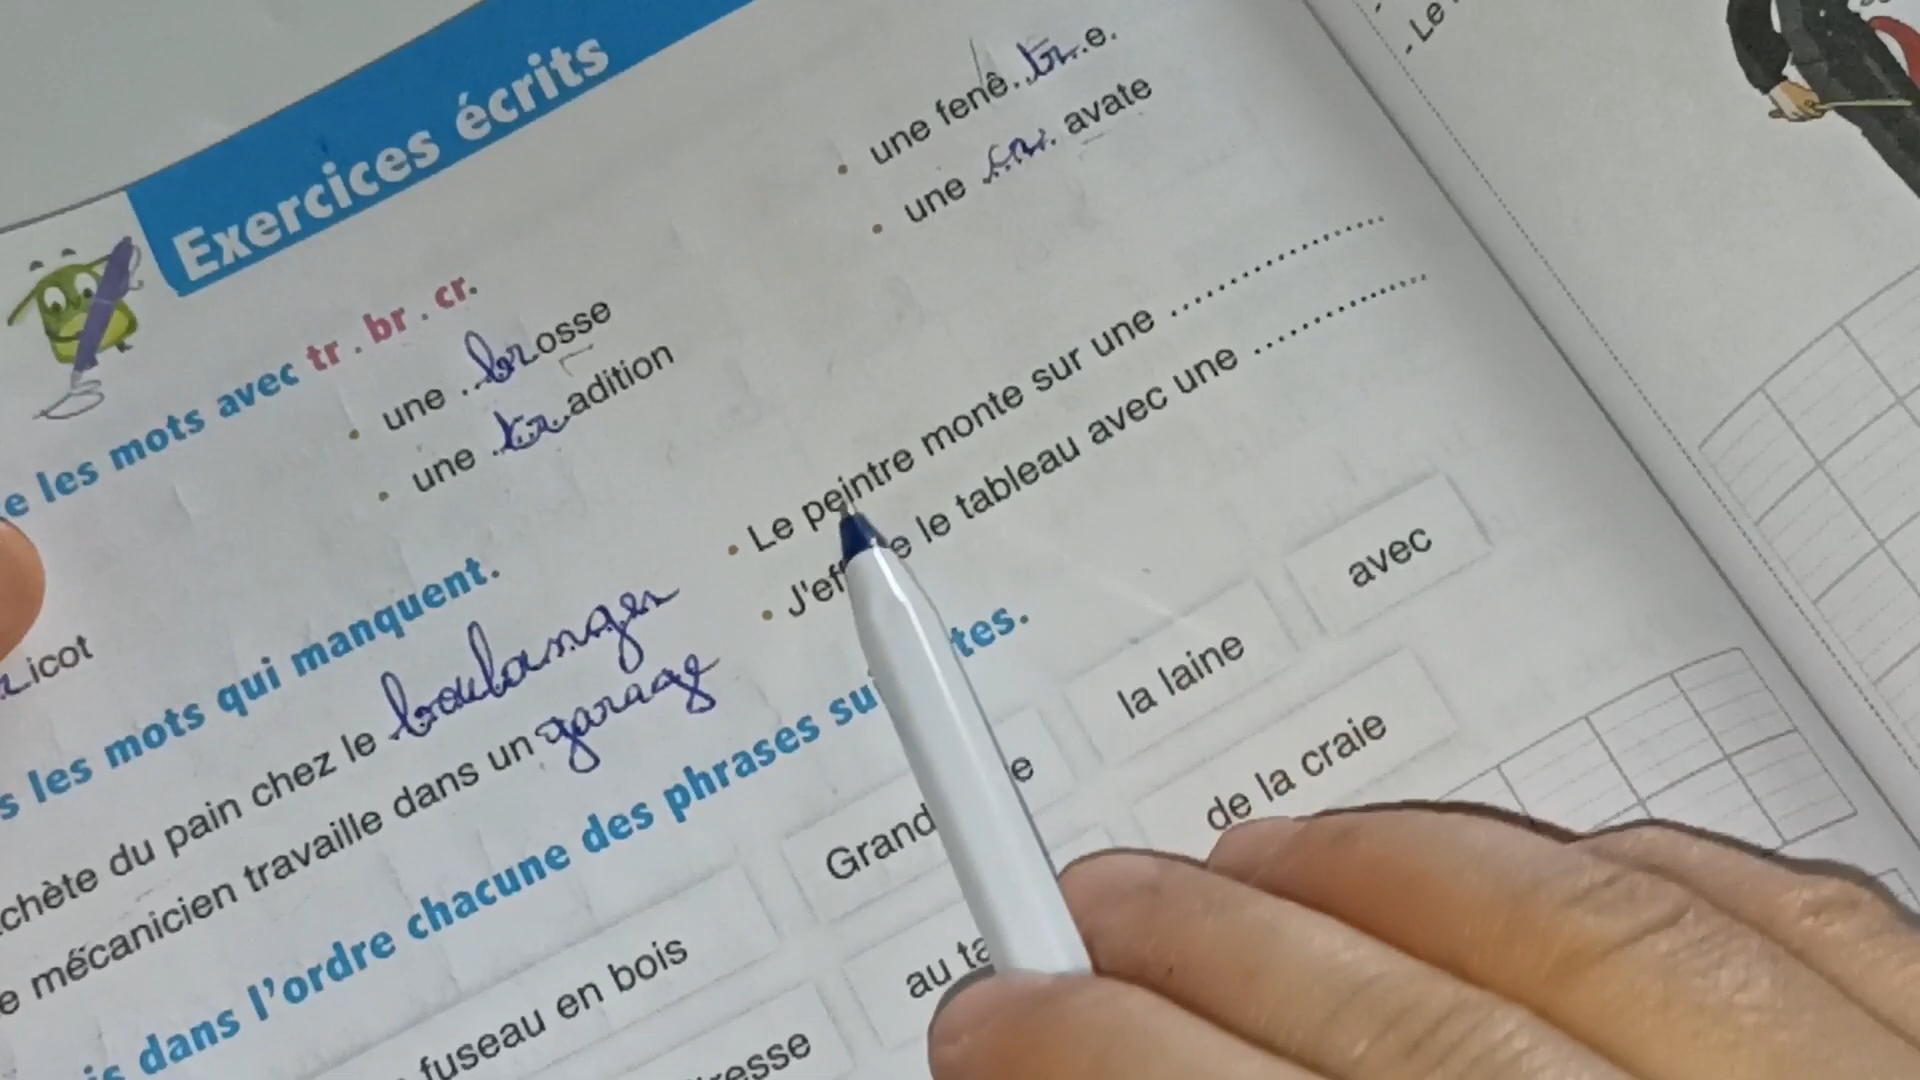 Exercices écrits
e les mots avec tr . br . cr.
icot
• une ..brosse
• une ..tr..adition
• une fenê..tr..e.
• une ..cr.. avate
s les mots qui manquent.
chète du pain chez le boulanger
e mécanicien travaille dans un garage
• Le peintre monte sur une ........................
• J'ef e le tableau avec une ........................
is dans l'ordre chacune des phrases su tes.
fuseau en bois
Grand e
la laine
avec
resse
au ta
de la craie
- Le